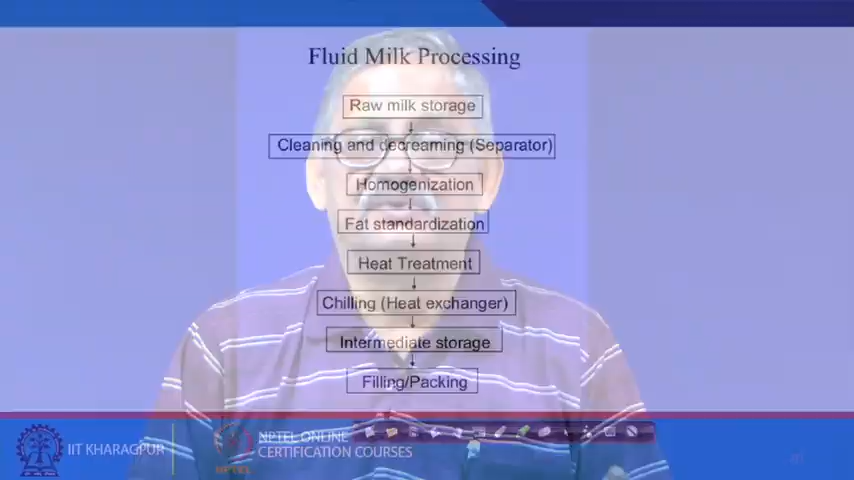 Fluid Milk Processing
Raw milk storage
Cleaning and decreaming (Separator)
Homogenization
Fat standardization
Heat Treatment
Chilling (Heat exchanger)
Intermediate storage
Filling/Packing
IIT KHARAGPUR
NPTEL
NPTEL ONLINE
CERTIFICATION COURSES